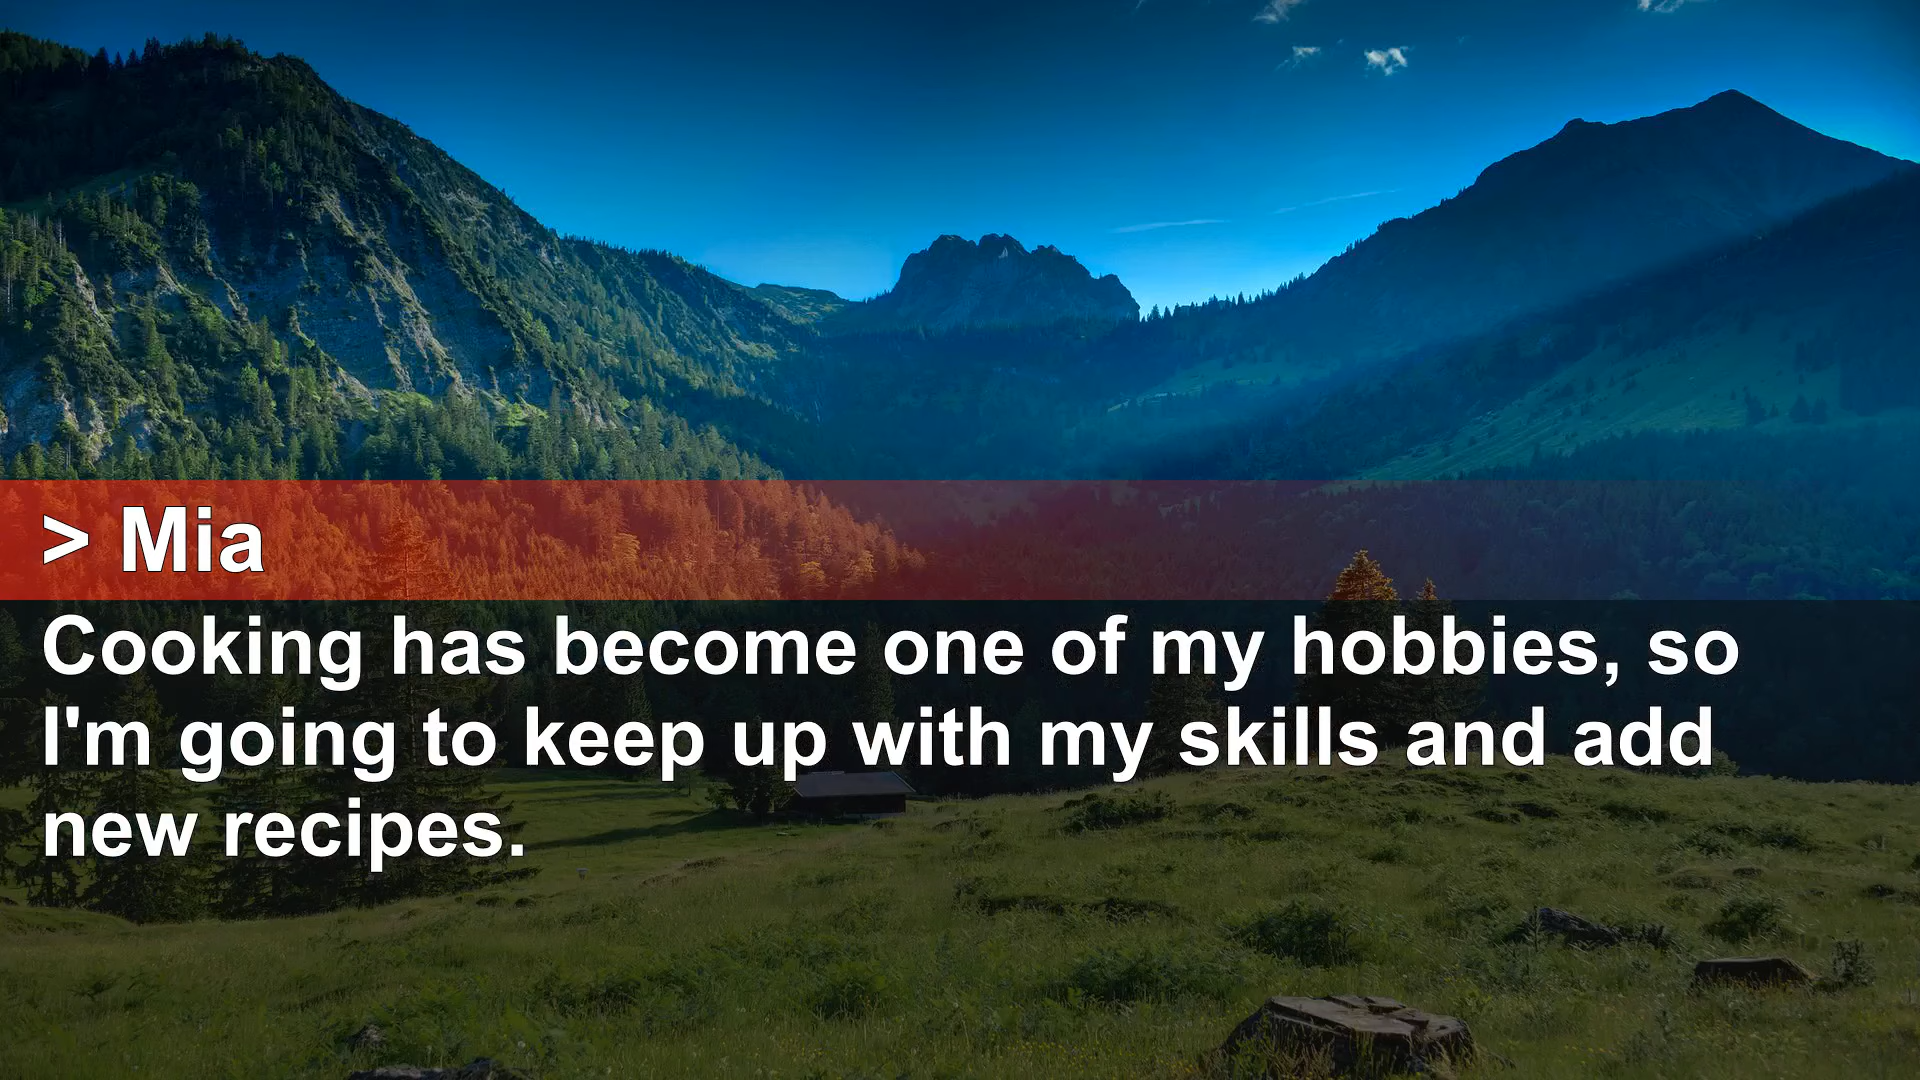 > Mia
Cooking has become one of my hobbies, so
I'm going to keep up with my skills and add
new recipes.